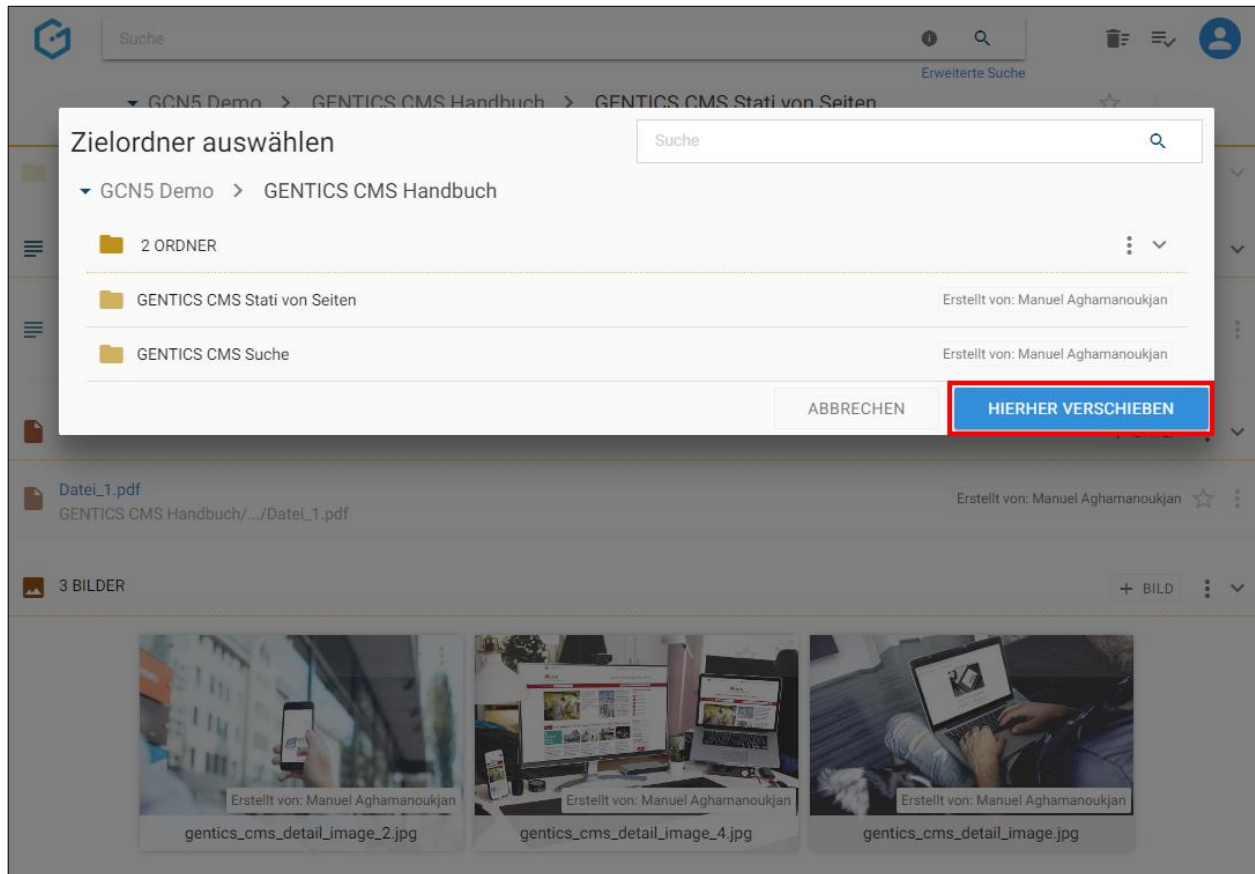 Suche
Erweiterte Suche
GCN5 Demo > GENTICS CMS Handbuch > GENTICS CMS Stati von Seiten
Zielordner auswählen
Suche
GCN5 Demo > GENTICS CMS Handbuch
2 ORDNER
GENTICS CMS Stati von Seiten
Erstellt von: Manuel Aghamanoukjan
GENTICS CMS Suche
Erstellt von: Manuel Aghamanoukjan
ABBRECHEN
HIERHER VERSCHIEBEN
Datei_1.pdf
GENTICS CMS Handbuch/.../Datei_1.pdf
Erstellt von: Manuel Aghamanoukjan
3 BILDER
+ BILD
Erstellt von: Manuel Aghamanoukjan
Erstellt von: Manuel Aghamanoukjan
Erstellt von: Manuel Aghamanoukjan
gentics_cms_detail_image_2.jpg
gentics_cms_detail_image_4.jpg
gentics_cms_detail_image.jpg